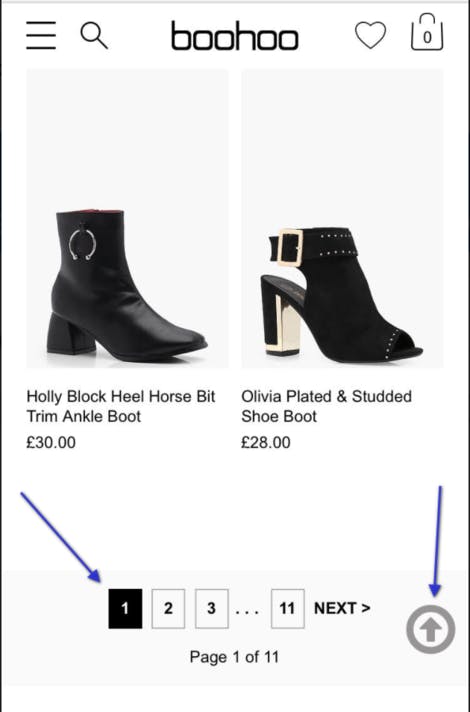 boohoo
0
Holly Block Heel Horse Bit
Trim Ankle Boot
£30.00
Olivia Plated & Studded
Shoe Boot
£28.00
1 2 3 ... 11 NEXT >
Page 1 of 11